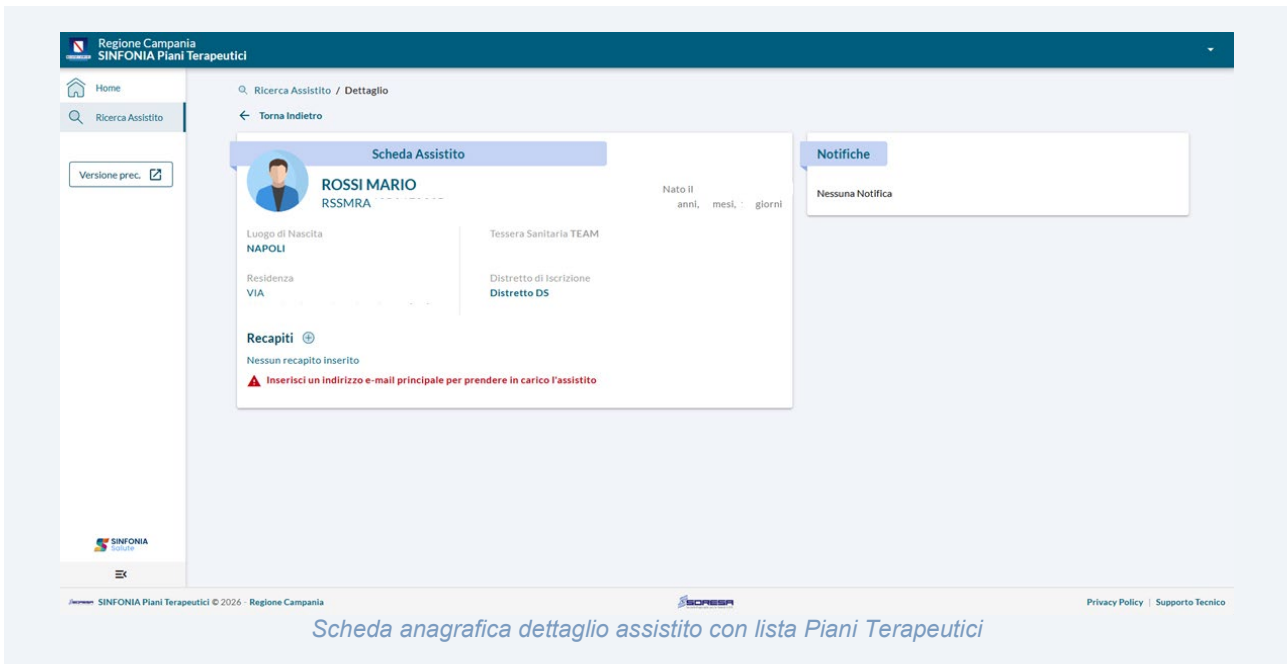 Regione Campania
SINFONIA Piani Terapeutici
Home
Ricerca Assistito
Versione prec.
Ricerca Assistito / Dettaglio
← Torna Indietro
Scheda Assistito
ROSSI MARIO
RSSMRA
Nato il
anni, mesi, giorni
Luogo di Nascita
NAPOLI
Tessera Sanitaria TEAM
Residenza
VIA
Distretto di Iscrizione
Distretto DS
Recapiti
Nessun recapito inserito
Inserisci un indirizzo e-mail principale per prendere in carico l'assistito
Notifiche
Nessuna Notifica
SINFONIA
Salute
SINFONIA Piani Terapeutici © 2026 - Regione Campania
SORESA
Privacy Policy | Supporto Tecnico
Scheda anagrafica dettaglio assistito con lista Piani Terapeutici